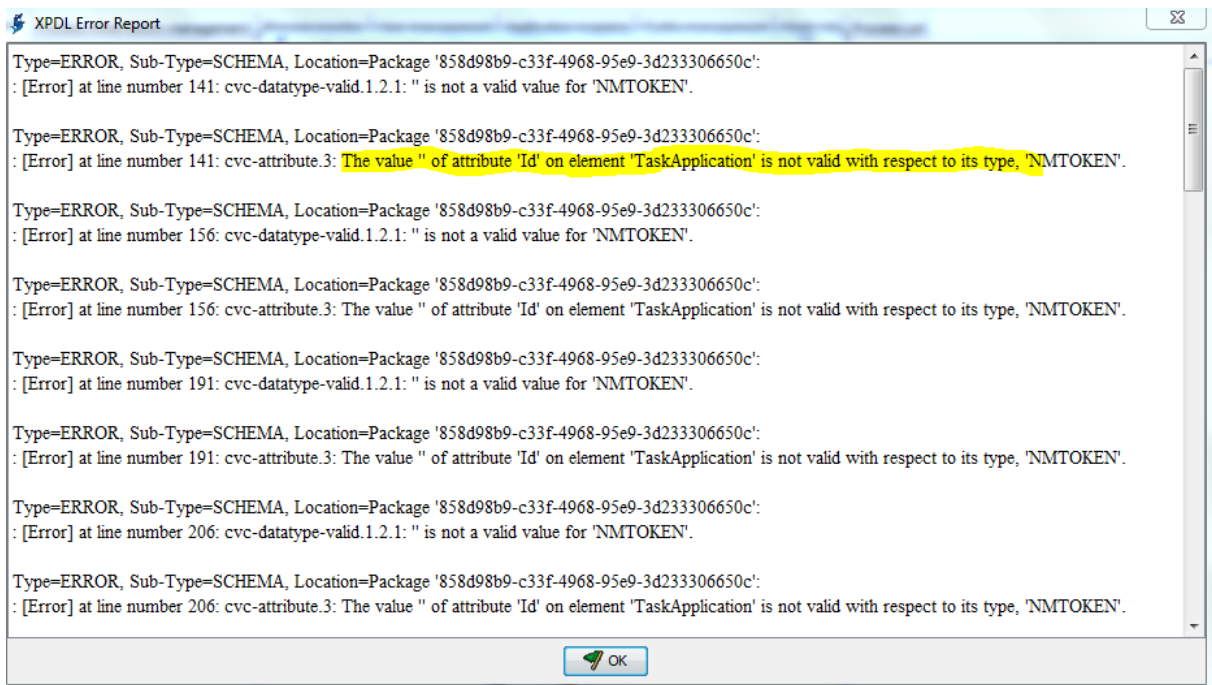 XPDL Error Report
Type=ERROR, Sub-Type=SCHEMA, Location=Package '858d98b9-c33f-4968-95e9-3d233306650c':
: [Error] at line number 141: cvc-datatype-valid.1.2.1: '' is not a valid value for 'NMTOKEN'.
Type=ERROR, Sub-Type=SCHEMA, Location=Package '858d98b9-c33f-4968-95e9-3d233306650c':
: [Error] at line number 141: cvc-attribute.3: The value '' of attribute 'Id' on element 'TaskApplication' is not valid with respect to its type, 'NMTOKEN'.
Type=ERROR, Sub-Type=SCHEMA, Location=Package '858d98b9-c33f-4968-95e9-3d233306650c':
: [Error] at line number 156: cvc-datatype-valid.1.2.1: '' is not a valid value for 'NMTOKEN'.
Type=ERROR, Sub-Type=SCHEMA, Location=Package '858d98b9-c33f-4968-95e9-3d233306650c':
: [Error] at line number 156: cvc-attribute.3: The value '' of attribute 'Id' on element 'TaskApplication' is not valid with respect to its type, 'NMTOKEN'.
Type=ERROR, Sub-Type=SCHEMA, Location=Package '858d98b9-c33f-4968-95e9-3d233306650c':
: [Error] at line number 191: cvc-datatype-valid.1.2.1: '' is not a valid value for 'NMTOKEN'.
Type=ERROR, Sub-Type=SCHEMA, Location=Package '858d98b9-c33f-4968-95e9-3d233306650c':
: [Error] at line number 191: cvc-attribute.3: The value '' of attribute 'Id' on element 'TaskApplication' is not valid with respect to its type, 'NMTOKEN'.
Type=ERROR, Sub-Type=SCHEMA, Location=Package '858d98b9-c33f-4968-95e9-3d233306650c':
: [Error] at line number 206: cvc-datatype-valid.1.2.1: '' is not a valid value for 'NMTOKEN'.
Type=ERROR, Sub-Type=SCHEMA, Location=Package '858d98b9-c33f-4968-95e9-3d233306650c':
: [Error] at line number 206: cvc-attribute.3: The value '' of attribute 'Id' on element 'TaskApplication' is not valid with respect to its type, 'NMTOKEN'.
OK